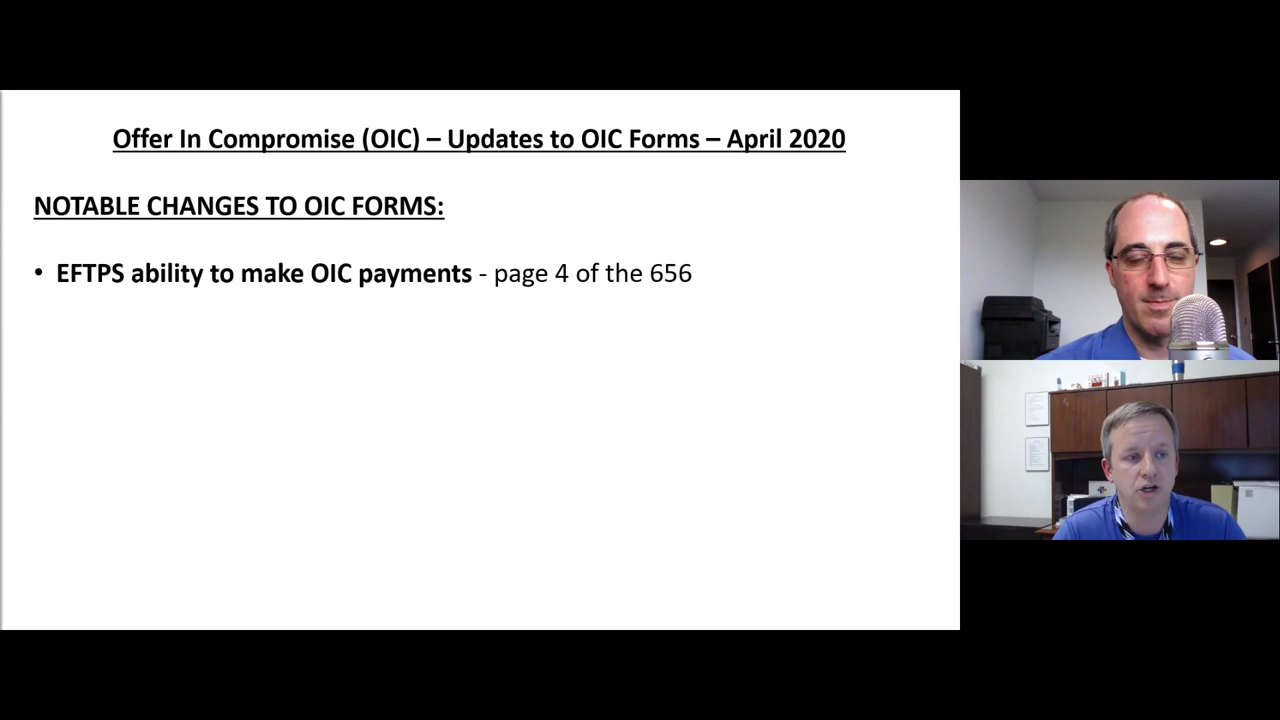 Offer In Compromise (OIC) – Updates to OIC Forms – April 2020
NOTABLE CHANGES TO OIC FORMS:
• EFTPS ability to make OIC payments - page 4 of the 656